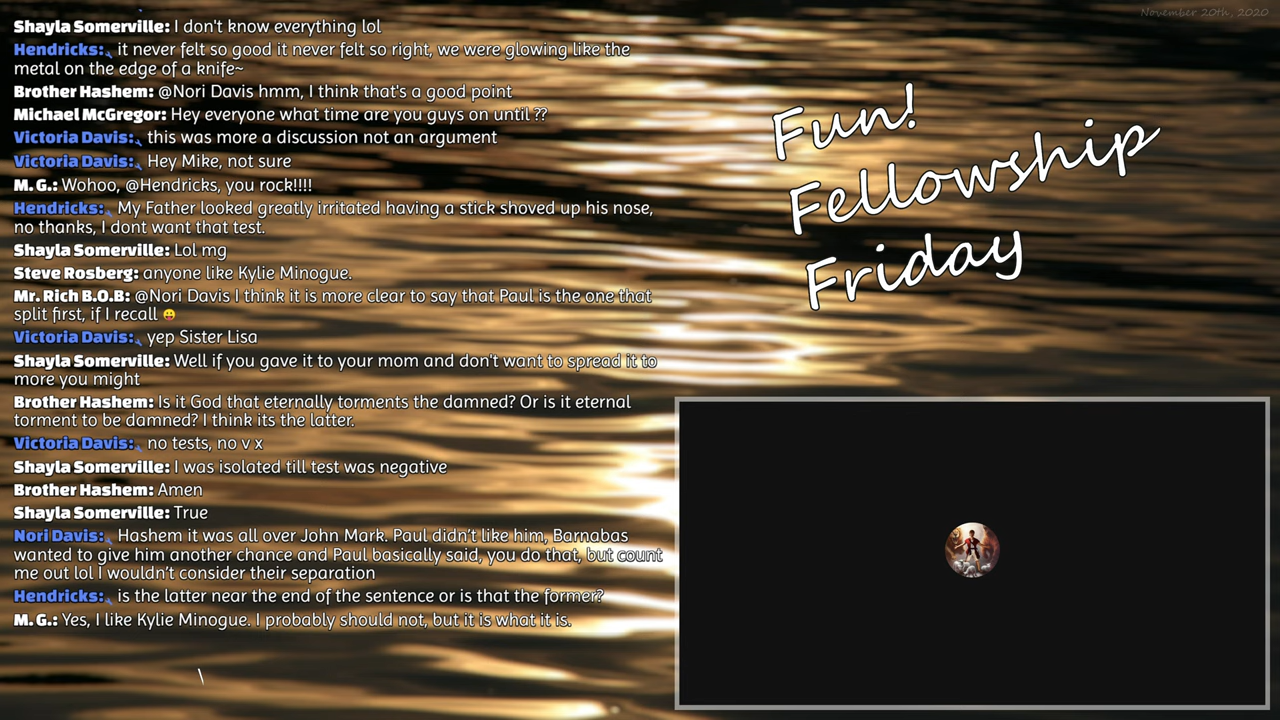 November 20th, 2020
Shayla Somerville: I don't know everything lol
Hendricks: it never felt so good it never felt so right, we were glowing like the
metal on the edge of a knife~
Brother Hashem: @Nori Davis hmm, I think that's a good point
Michael McGregor: Hey everyone what time are you guys on until ??
Victoria Davis: this was more a discussion not an argument
Victoria Davis: Hey Mike, not sure
M. G.: Wohoo, @Hendricks, you rock!!!!
Hendricks: My Father looked greatly irritated having a stick shoved up his nose,
no thanks, I dont want that test.
Shayla Somerville: Lol mg
Steve Rosberg: anyone like Kylie Minogue.
Mr. Rich B.O.B: @Nori Davis I think it is more clear to say that Paul is the one that
split first, if I recall 😛
Victoria Davis: yep Sister Lisa
Shayla Somerville: Well if you gave it to your mom and don't want to spread it to
more you might
Brother Hashem: Is it God that eternally torments the damned? Or is it eternal
torment to be damned? I think its the latter.
Victoria Davis: no tests, no v x
Shayla Somerville: I was isolated till test was negative
Brother Hashem: Amen
Shayla Somerville: True
Nori Davis: Hashem it was all over John Mark. Paul didn't like him, Barnabas
wanted to give him another chance and Paul basically said, you do that, but count
me out lol I wouldn't consider their separation
Hendricks: is the latter near the end of the sentence or is that the former?
M. G.: Yes, I like Kylie Minogue. I probably should not, but it is what it is.
Fun!
Fellowship
Friday